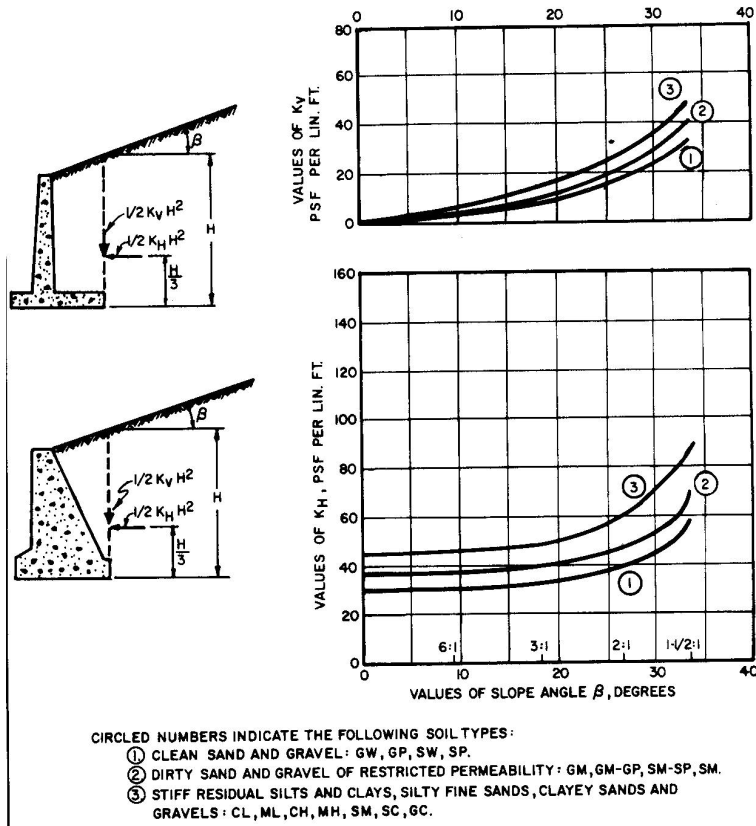 0 10 20 30 40
80
60
40
20
0
VALUES OF KV
PSF PER LIN. FT.
3
2
1
β
1/2 KV H²
1/2 KH H²
H
H/3
160
140
120
100
80
60
40
20
0
VALUES OF KH, PSF PER LIN. FT.
3
2
1
6:1 3:1 2:1 1-1/2:1
0 10 20 30 40
VALUES OF SLOPE ANGLE β, DEGREES
β
1/2 KV H²
1/2 KH H²
H
H/3
CIRCLED NUMBERS INDICATE THE FOLLOWING SOIL TYPES:
① CLEAN SAND AND GRAVEL: GW, GP, SW, SP.
② DIRTY SAND AND GRAVEL OF RESTRICTED PERMEABILITY: GM, GM-GP, SM-SP, SM.
③ STIFF RESIDUAL SILTS AND CLAYS, SILTY FINE SANDS, CLAYEY SANDS AND
GRAVELS: CL, ML, CH, MH, SM, SC, GC.